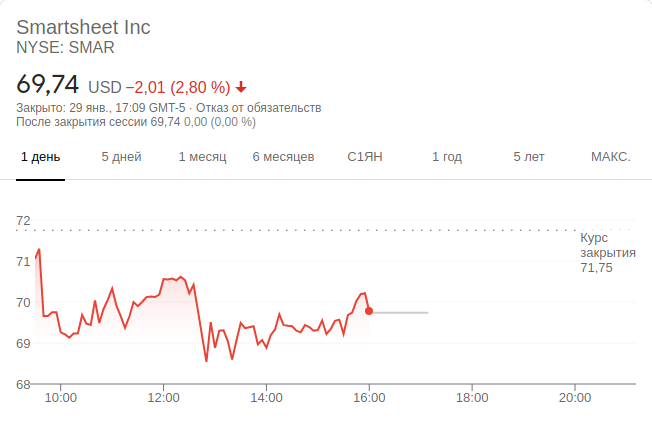 Smartsheet Inc
NYSE: SMAR
69,74 USD −2,01 (2,80 %)
Закрыто: 29 янв., 17:09 GMT-5 · Отказ от обязательств
После закрытия сессии 69,74 0,00 (0,00 %)
1 день 5 дней 1 месяц 6 месяцев С1ЯН 1 год 5 лет МАКС.
72
Курс
закрытия
71,75
71
70
69
68
10:00 12:00 14:00 16:00 18:00 20:00